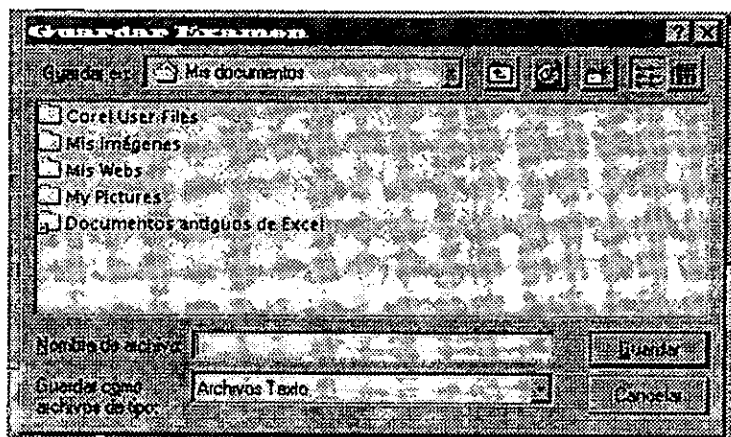 Guardar Examen
? X
Guardar en: Mis documentos
Corel User Files
Mis Imágenes
Mis Webs
My Pictures
Documentos antiguos de Excel
Nombre de archivo:
Guardar
Guardar como
archivos de tipo:
Archivos Texto
Cancelar